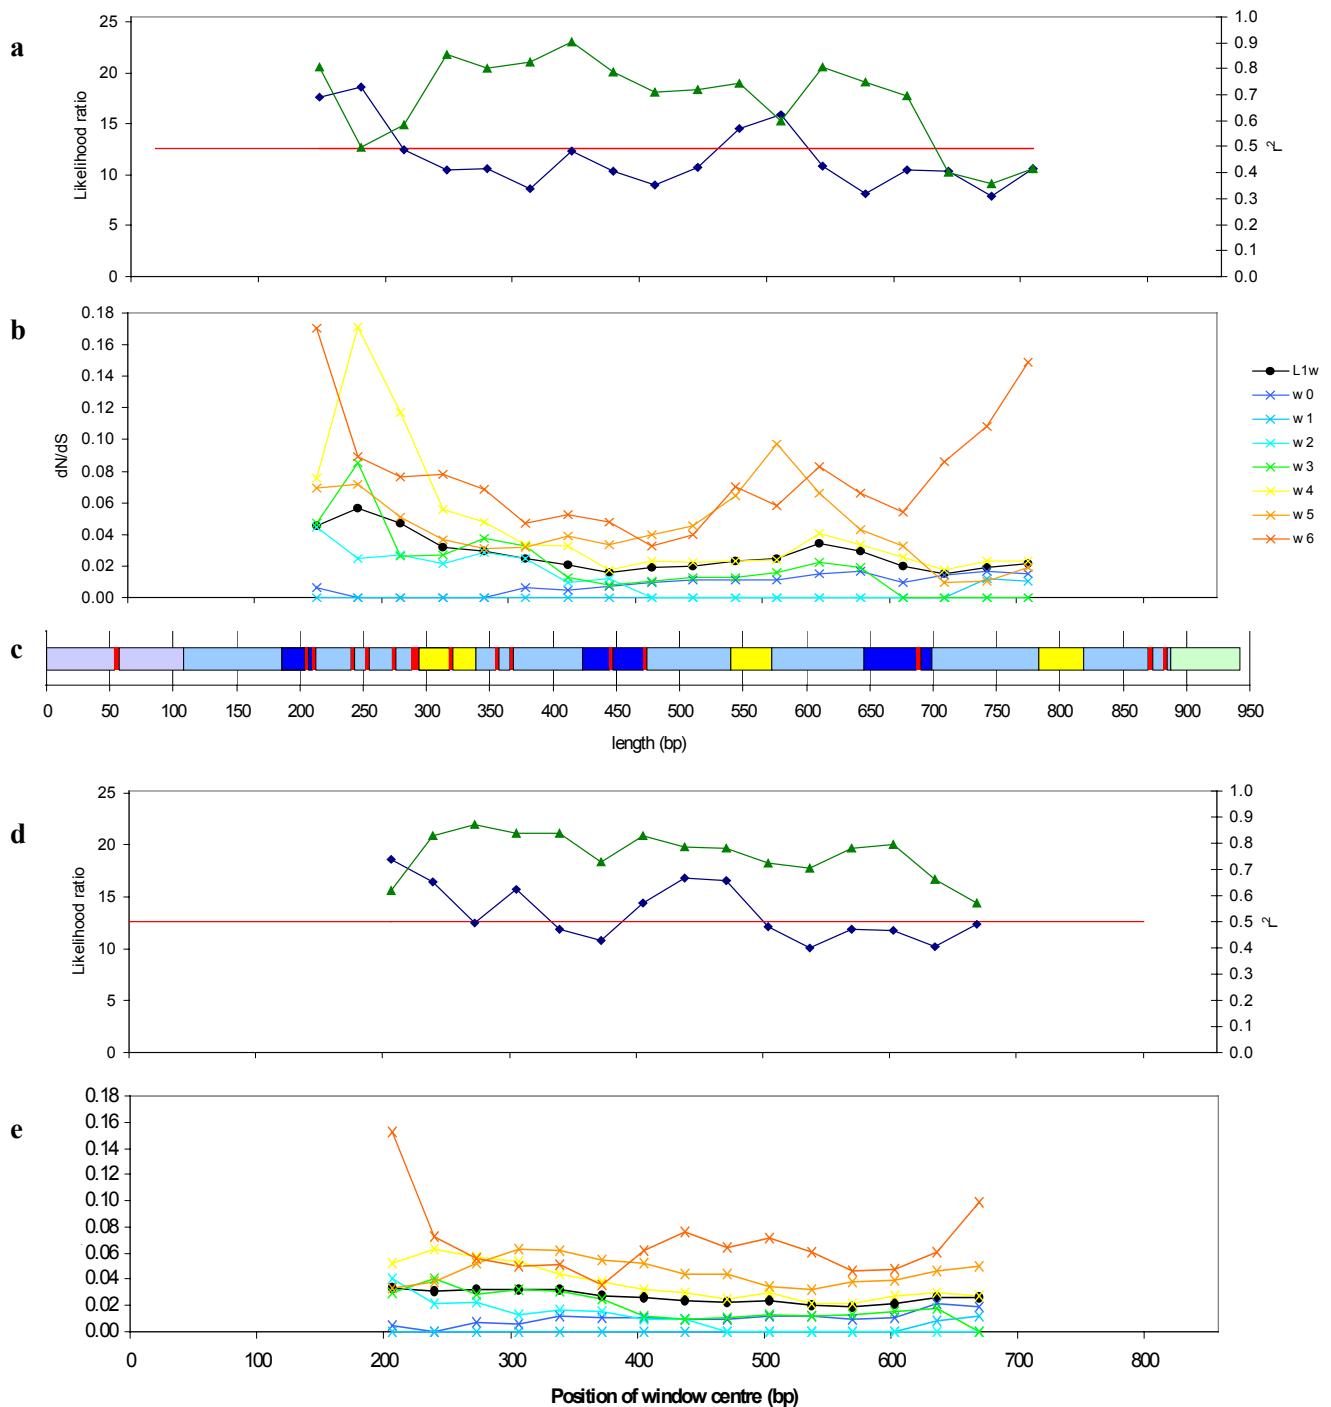 a
25
20
15
10
5
0
Likelihood ratio
1.0
0.9
0.8
0.7
0.6
0.5
0.4
0.3
0.2
0.1
0.0
r²
b
0.18
0.16
0.14
0.12
0.10
0.08
0.06
0.04
0.02
0.00
dN/dS
L1w
w 0
w 1
w 2
w 3
w 4
w 5
w 6
c
0 50 100 150 200 250 300 350 400 450 500 550 600 650 700 750 800 850 900 950
length (bp)
d
25
20
15
10
5
0
Likelihood ratio
1.0
0.9
0.8
0.7
0.6
0.5
0.4
0.3
0.2
0.1
0.0
r²
e
0.18
0.16
0.14
0.12
0.10
0.08
0.06
0.04
0.02
0.00
0 100 200 300 400 500 600 700 800
Position of window centre (bp)